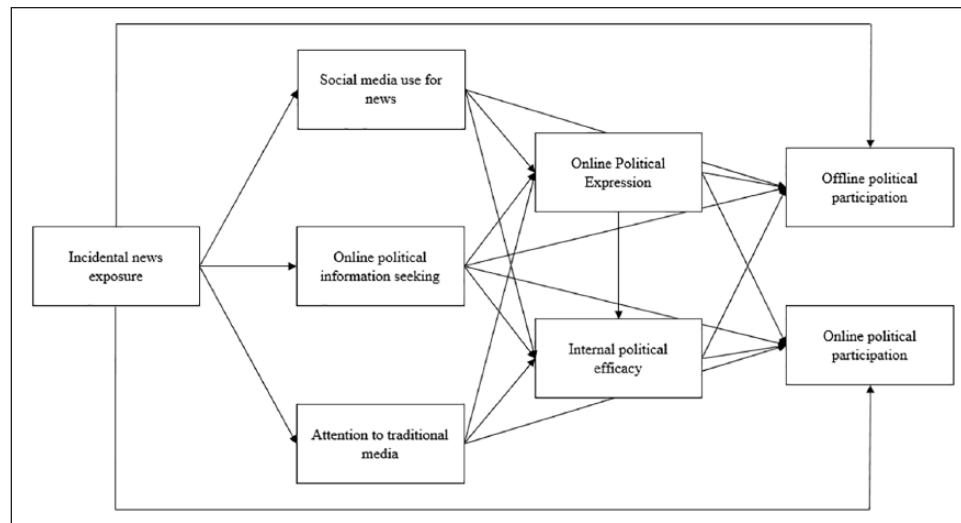 Social media use for
news
Online Political
Expression
Offline political
participation
Incidental news
exposure
Online political
information seeking
Internal political
efficacy
Online political
participation
Attention to traditional
media